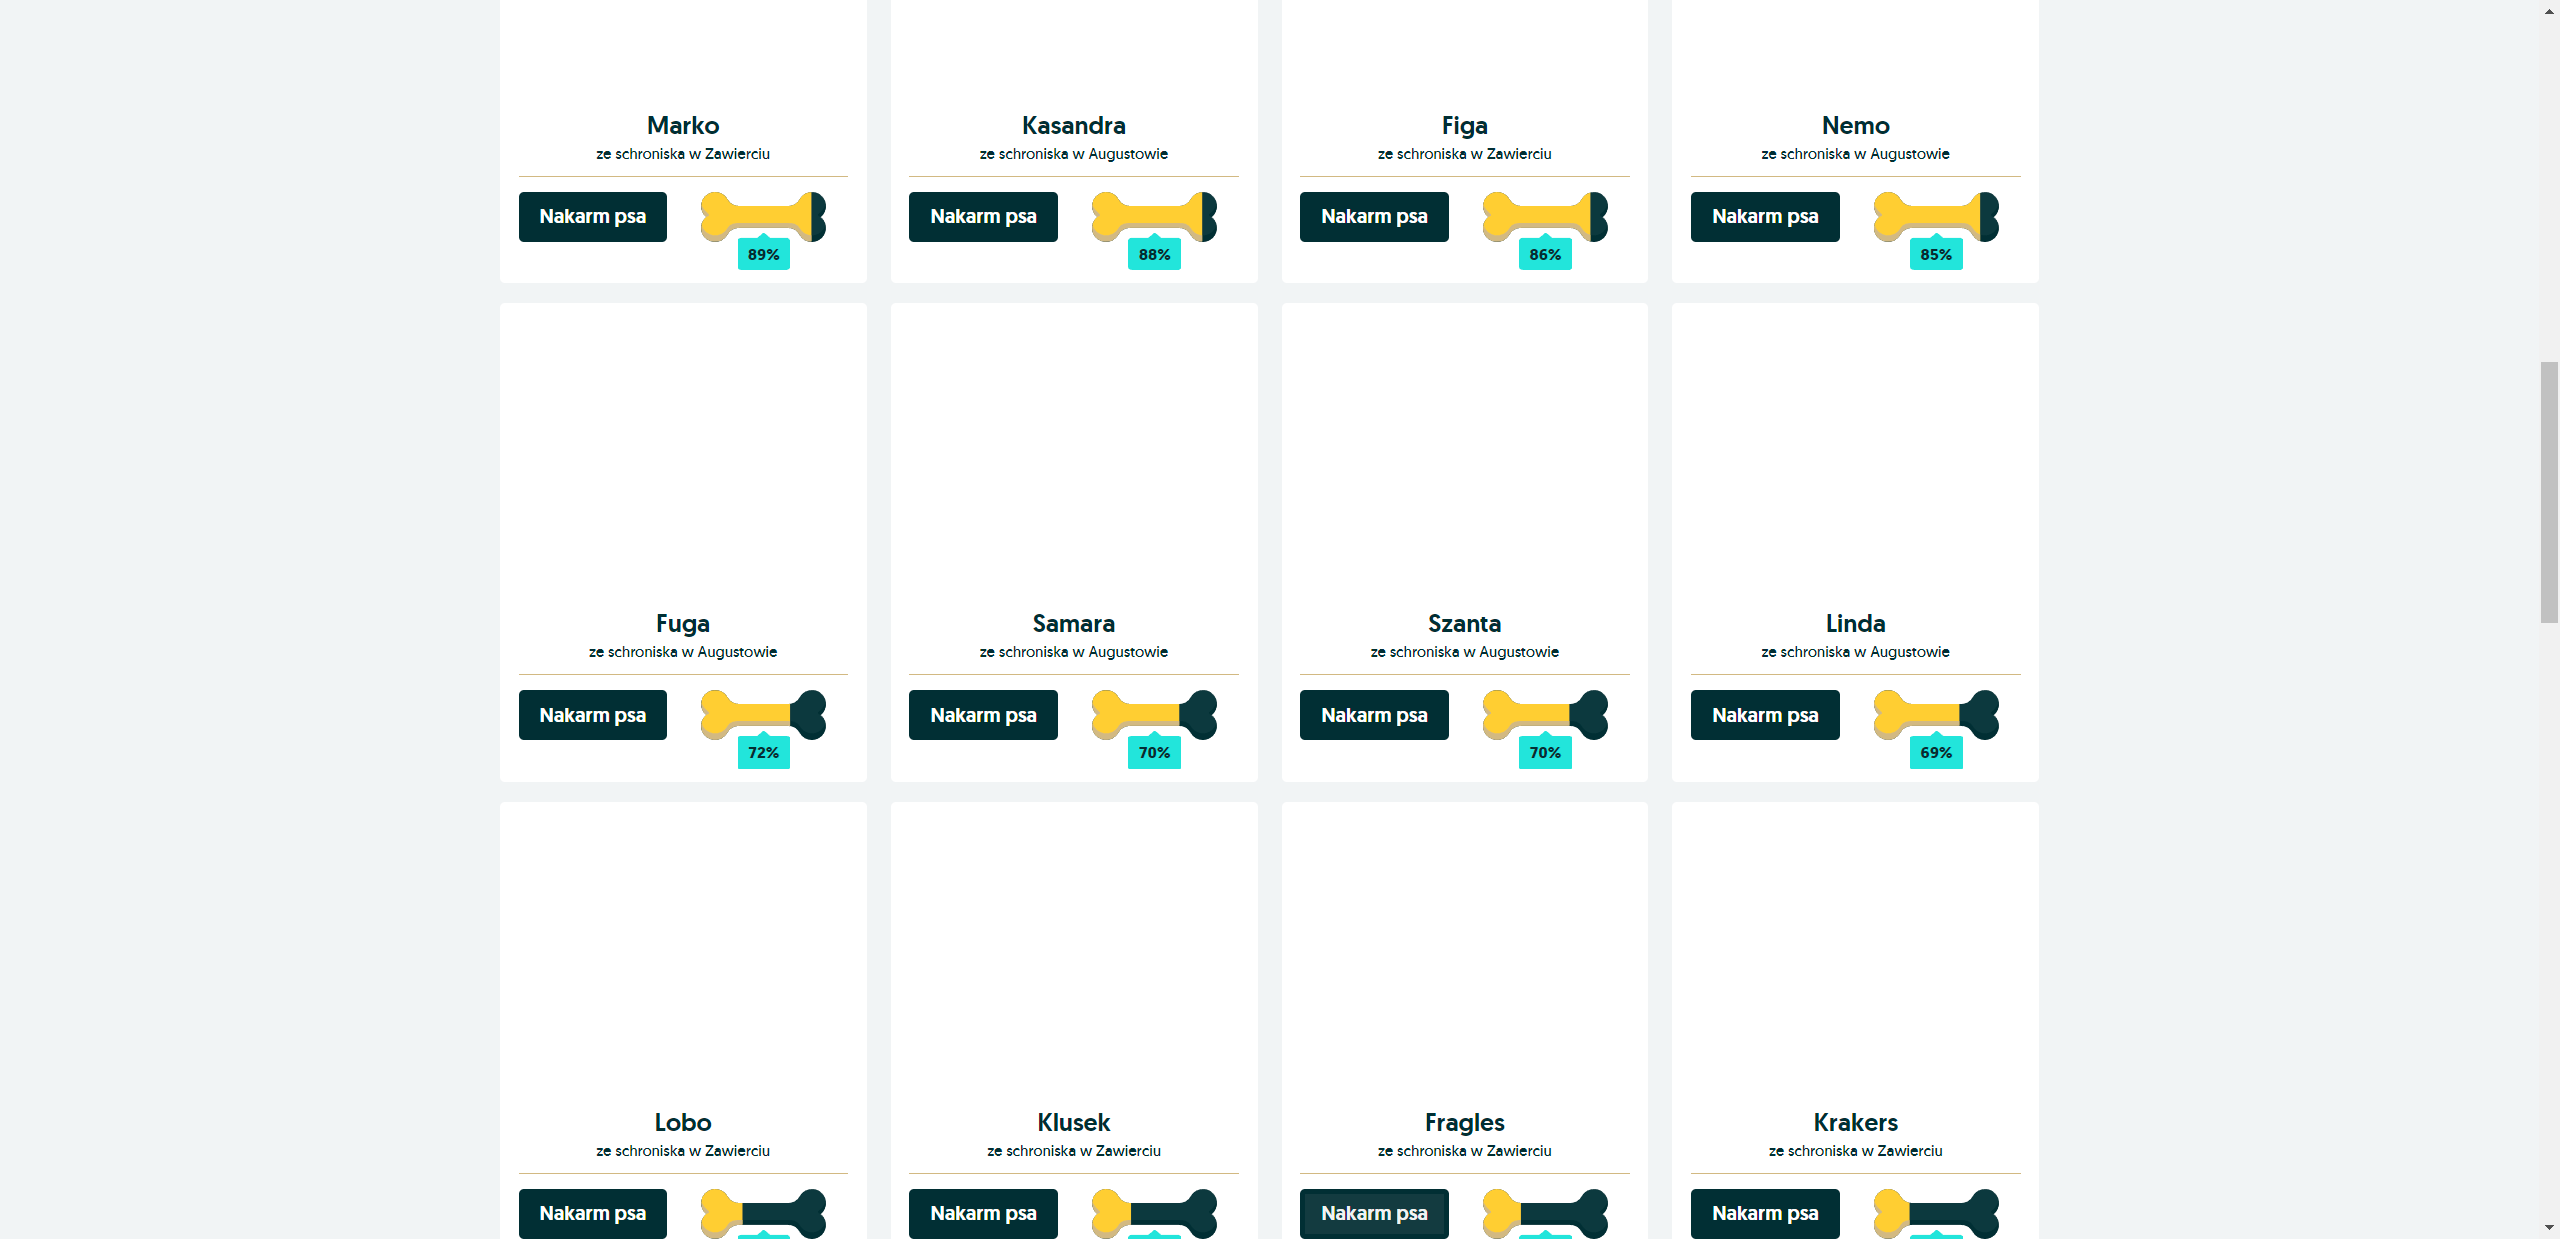 Marko
ze schroniska w Zawierciu
Nakarm psa
89%
Kasandra
ze schroniska w Augustowie
Nakarm psa
88%
Figa
ze schroniska w Zawierciu
Nakarm psa
86%
Nemo
ze schroniska w Augustowie
Nakarm psa
85%
Fuga
ze schroniska w Augustowie
Nakarm psa
72%
Samara
ze schroniska w Augustowie
Nakarm psa
70%
Szanta
ze schroniska w Augustowie
Nakarm psa
70%
Linda
ze schroniska w Augustowie
Nakarm psa
69%
Lobo
ze schroniska w Zawierciu
Nakarm psa
Klusek
ze schroniska w Zawierciu
Nakarm psa
Fragles
ze schroniska w Zawierciu
Nakarm psa
Krakers
ze schroniska w Zawierciu
Nakarm psa